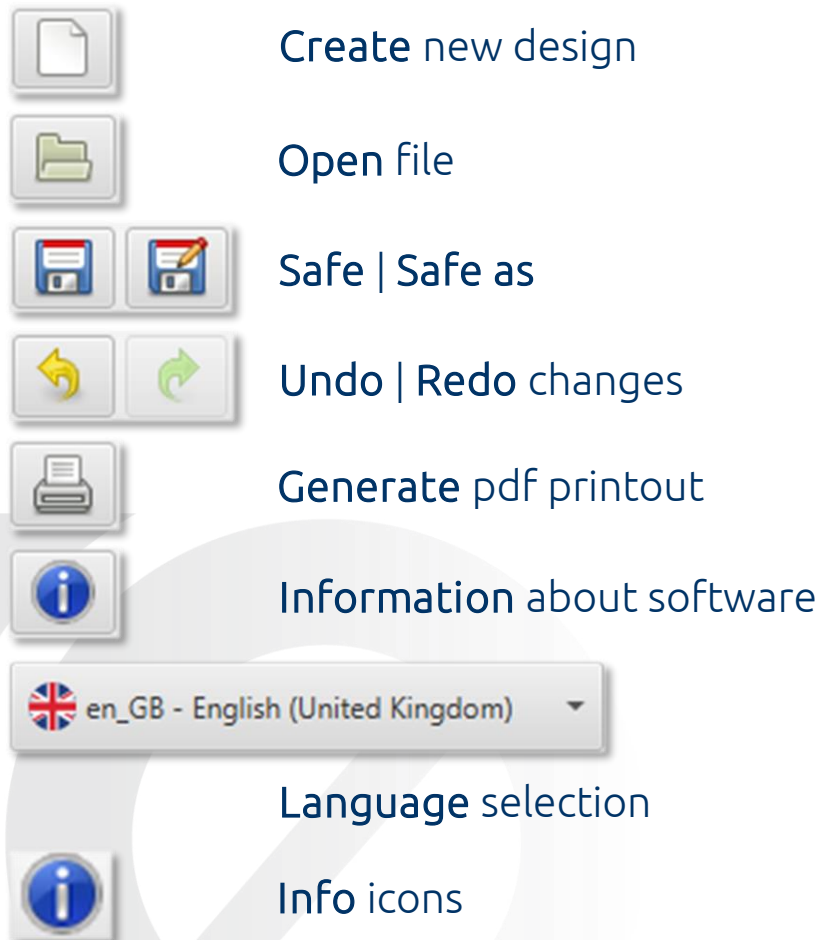 Create new design
Open file
Safe | Safe as
Undo | Redo changes
Generate pdf printout
Information about software
en_GB - English (United Kingdom)
Language selection
Info icons